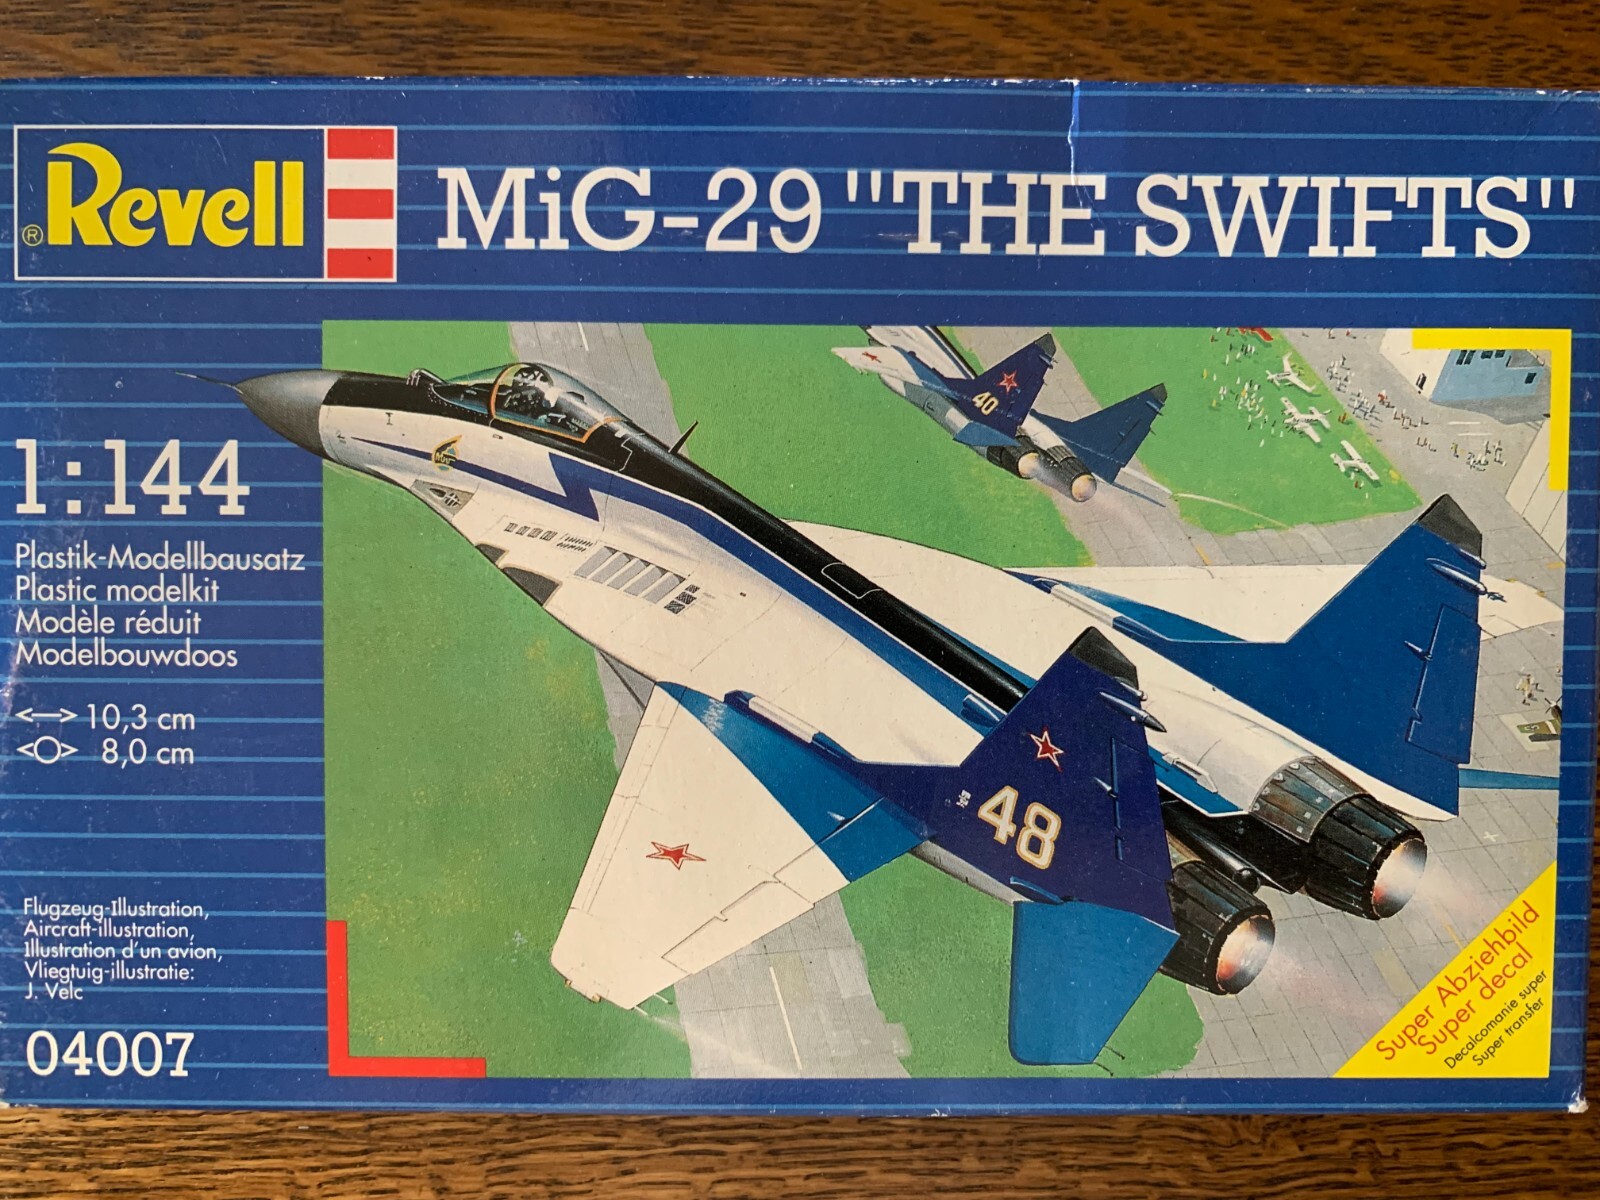 ® Revell
MiG-29 "THE SWIFTS"
1:144
Plastik-Modellbausatz
Plastic modelkit
Modèle réduit
Modelbouwdoos
10,3 cm
8,0 cm
Flugzeug-Illustration,
Aircraft-illustration,
Illustration d'un avion,
Vliegtuig-illustratie:
J. Velc
04007
MiG
40
48
Super Abziehbild
Super decal
Decalcomanie super
Super transfer